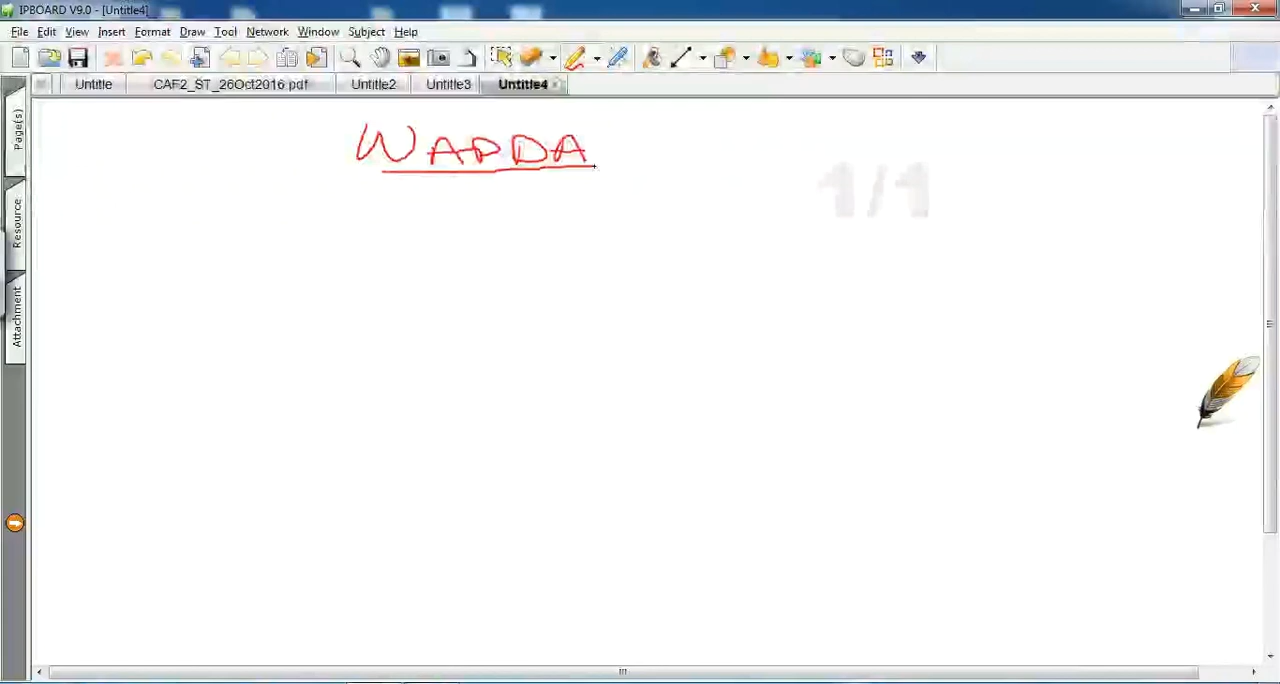 IPBOARD V9.0 - [Untitle4]
File Edit View Insert Format Draw Tool Network Window Subject Help
Untitle CAF2_ST_26Oct2016.pdf Untitle2 Untitle3 Untitle4
WAPDA
1/1
Page(s)
Resource
Attachment